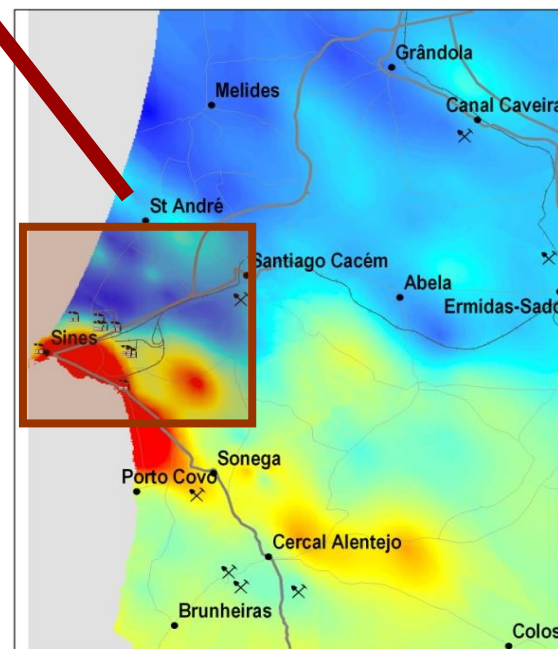 Grândola
Melides
Canal Caveira
St André
Santiago Cacém
Abela
Ermidas-Sado
Sines
Sonega
Porto Covo
Cercal Alentejo
Brunheiras
Colos